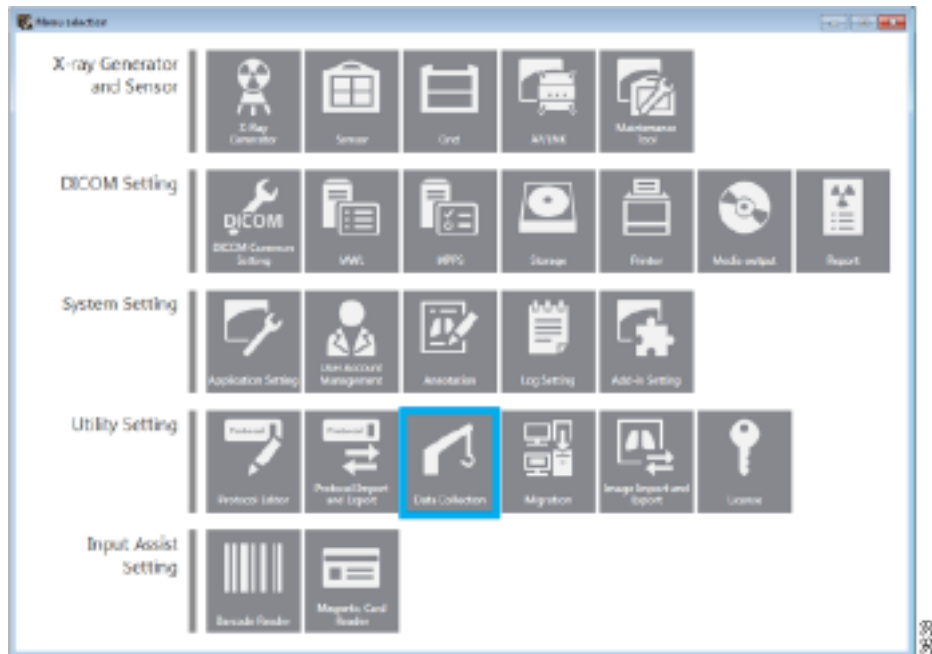 Menu selection
X-ray Generator
and Sensor
X-Ray
Generator
Sensor
Grid
AP/LINK
Maintenance
Tool
DICOM Setting
DICOM
DICOM Common
Setting
MWL
MPPS
Storage
Printer
Media output
Report
System Setting
Application Setting
User Account
Management
Annotation
Log Setting
Add-in Setting
Utility Setting
Protocol
Protocol Editor
Protocol
Protocol Import
and Export
Data Collection
Migration
Image Import and
Export
License
Input Assist
Setting
Barcode Reader
Magnetic Card
Reader